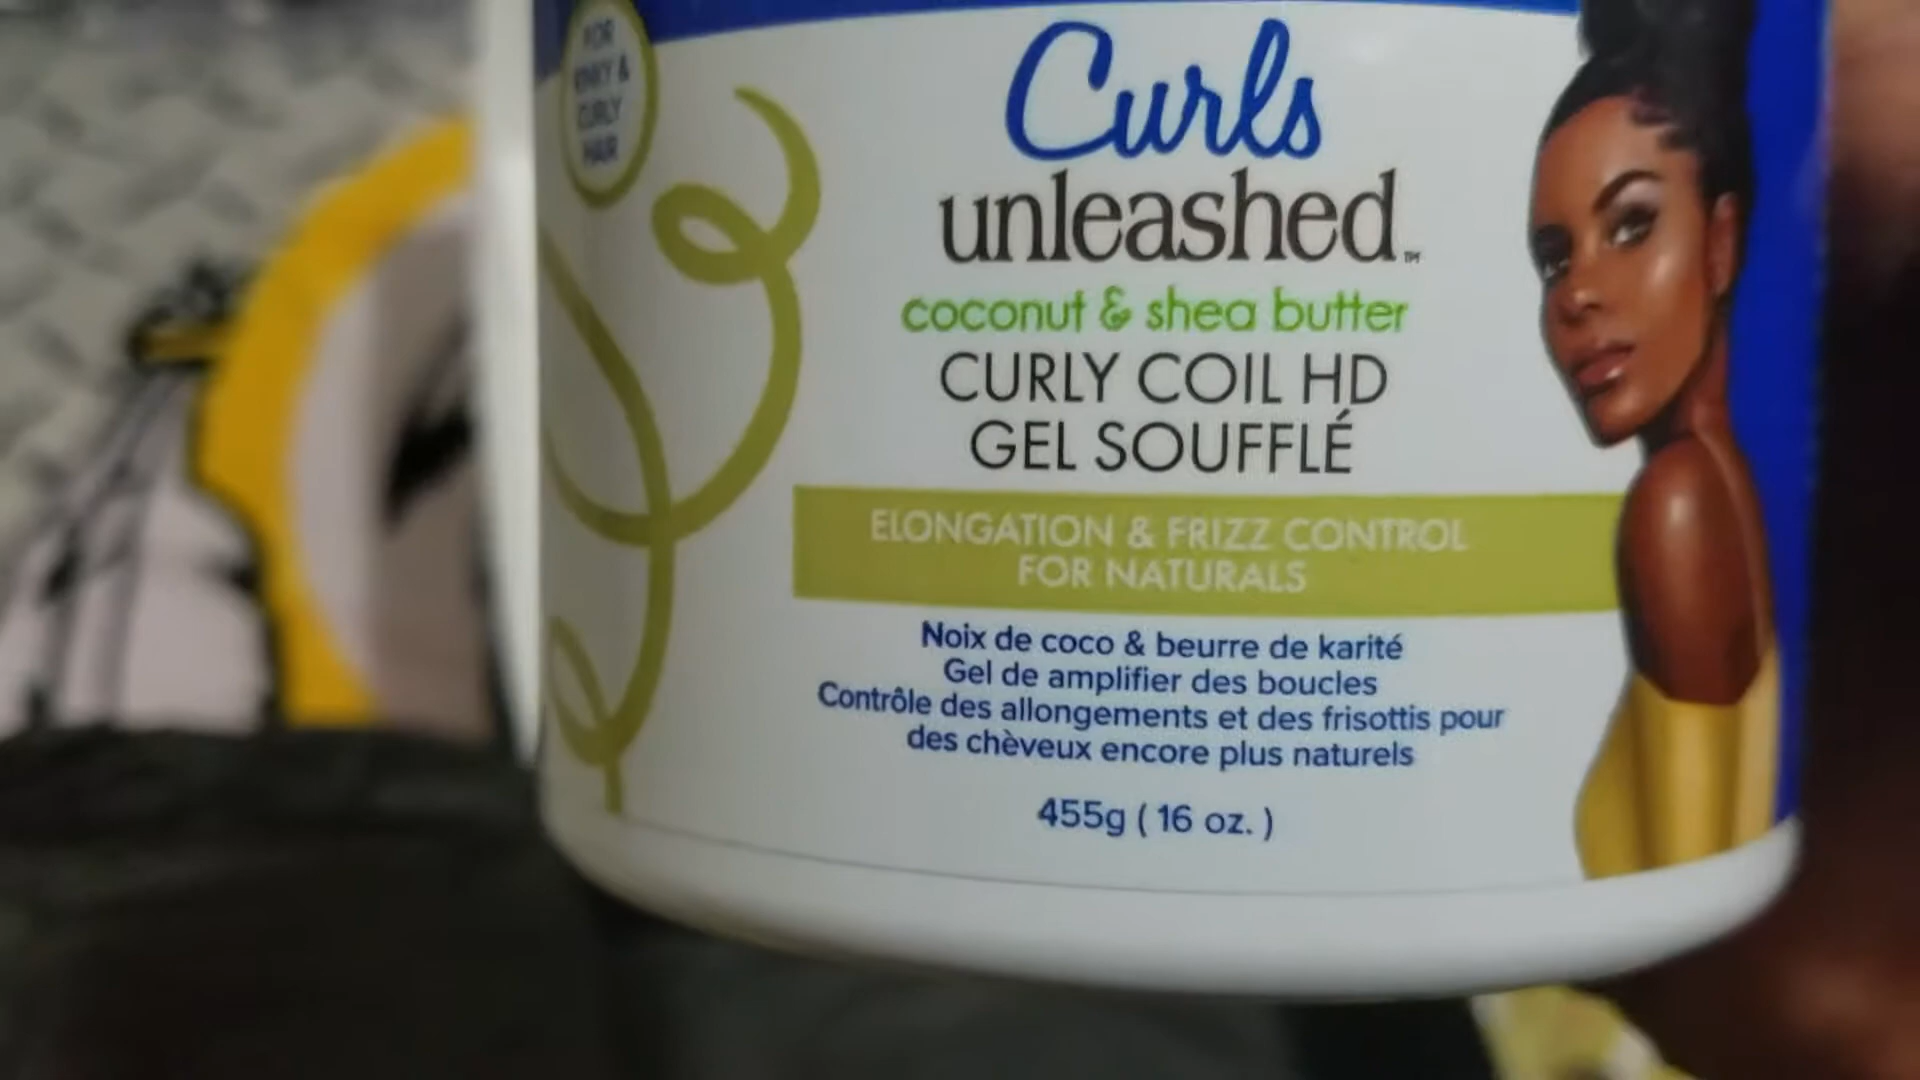 FOR
KINKY &
CURLY
HAIR
Curls
unleashed™
coconut & shea butter
CURLY COIL HD
GEL SOUFFLÉ
ELONGATION & FRIZZ CONTROL
FOR NATURALS
Noix de coco & beurre de karité
Gel de amplifier des boucles
Contrôle des allongements et des frisottis pour
des chèveux encore plus naturels
455g ( 16 oz. )